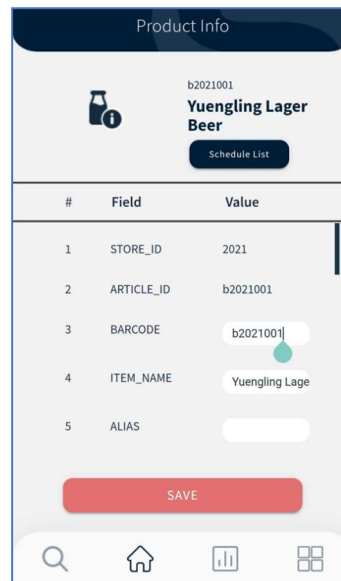 Product Info
b2021001
Yuengling Lager
Beer
Schedule List
# Field Value
1 STORE_ID 2021
2 ARTICLE_ID b2021001
3 BARCODE b2021001
4 ITEM_NAME Yuengling Lage
5 ALIAS
SAVE